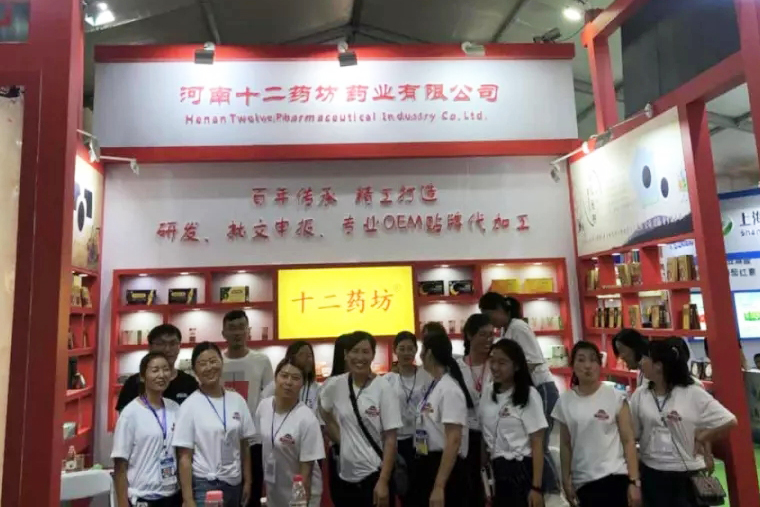 河南十二药坊药业有限公司
Henan Twelve Pharmaceutical Industry Co.,Ltd.
百年传承 精工打造
研发、批文申报、专业OEM贴牌代加工
十二药坊
上海